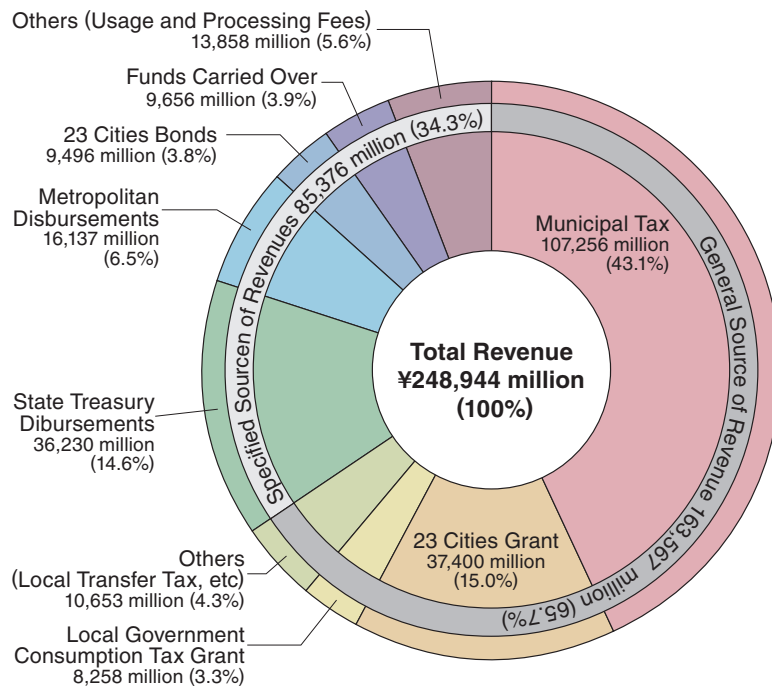 Others (Usage and Processing Fees)
13,858 million (5.6%)
Funds Carried Over
9,656 million (3.9%)
23 Cities Bonds
9,496 million (3.8%)
Metropolitan
Disbursements
16,137 million
(6.5%)
State Treasury
Dibursements
36,230 million
(14.6%)
Others
(Local Transfer Tax, etc)
10,653 million (4.3%)
Local Government
Consumption Tax Grant
8,258 million (3.3%)
23 Cities Grant
37,400 million
(15.0%)
Municipal Tax
107,256 million
(43.1%)
Specified Sourcen of Revenues 85,376 million (34.3%)
General Source of Revenue 163,567 million (65.7%)
Total Revenue
¥248,944 million
(100%)